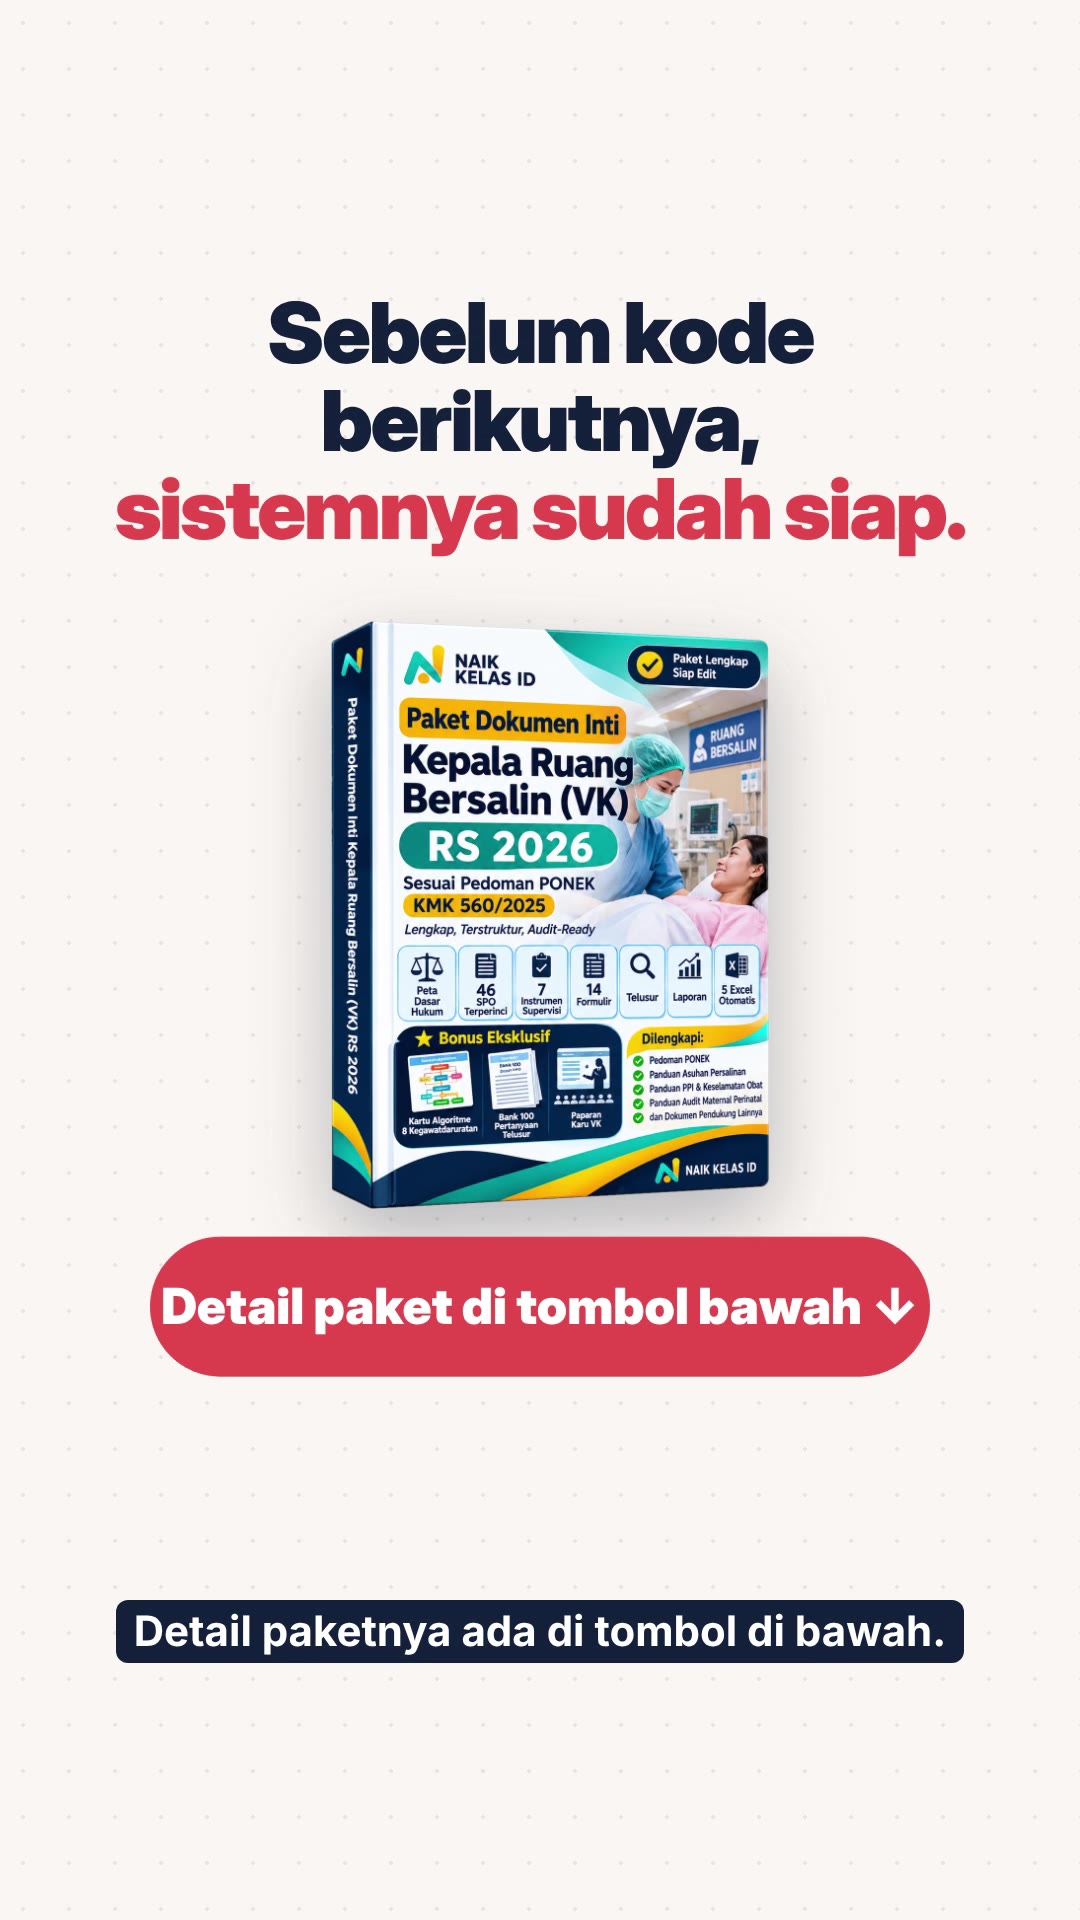 Sebelum kode
berikutnya,
sistemnya sudah siap.
Paket Dokumen Inti Kepala Ruang Bersalin (VK) RS 2026
NAIK
KELAS ID
Paket Lengkap
Siap Edit
Paket Dokumen Inti
Kepala Ruang
Bersalin (VK)
RS 2026
RUANG
BERSALIN
Sesuai Pedoman PONEK
KMK 560/2025
Lengkap, Terstruktur, Audit-Ready
Peta
Dasar
Hukum
46
SPO
Terperinci
7
Instrumen
Supervisi
14
Formulir
Telusur
Laporan
5 Excel
Otomatis
Bonus Eksklusif
Kartu Algoritme
8 Kegawatdaruratan
Bank 100
Pertanyaan
Telusur
Paparan
Karu VK
Dilengkapi:
Pedoman PONEK
Panduan Asuhan Persalinan
Panduan PPI & Keselamatan Obat
Panduan Audit Maternal Perinatal
dan Dokumen Pendukung Lainnya
NAIK KELAS ID
Detail paket di tombol bawah ↓
Detail paketnya ada di tombol di bawah.